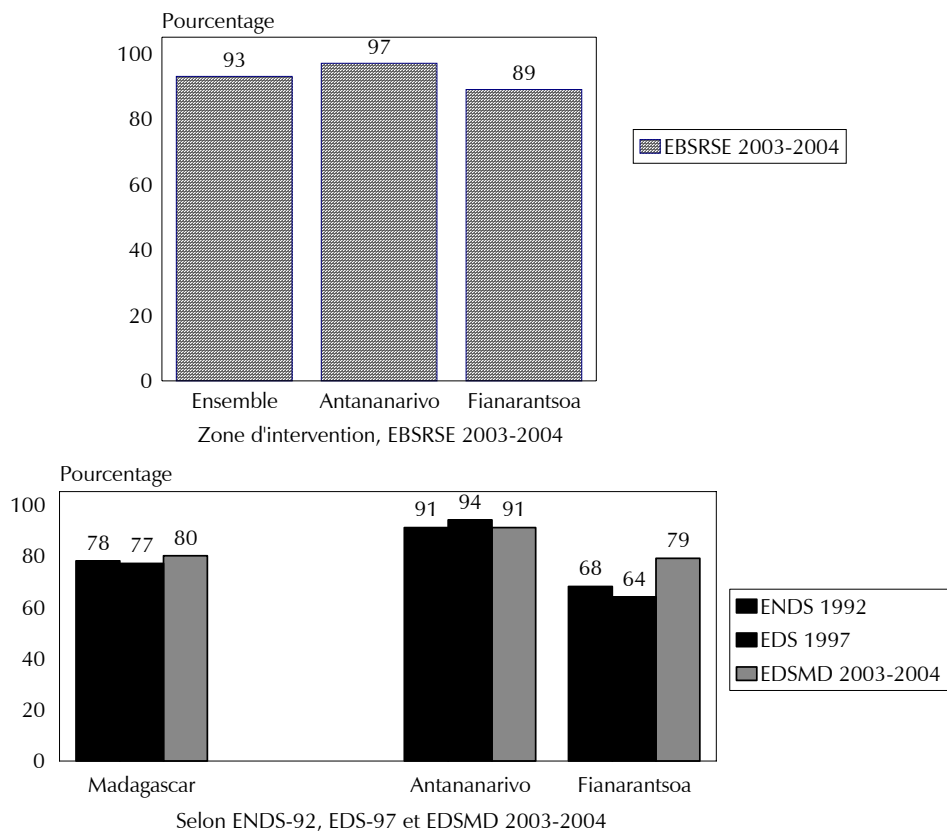 Pourcentage
100
80
60
40
20
0
93
97
89
Ensemble Antananarivo Fianarantsoa
Zone d'intervention, EBSRSE 2003-2004
EBSRSE 2003-2004
Pourcentage
100
80
60
40
20
0
78 77 80
91 94 91
68 64 79
Madagascar Antananarivo Fianarantsoa
Selon ENDS-92, EDS-97 et EDSMD 2003-2004
ENDS 1992
EDS 1997
EDSMD 2003-2004